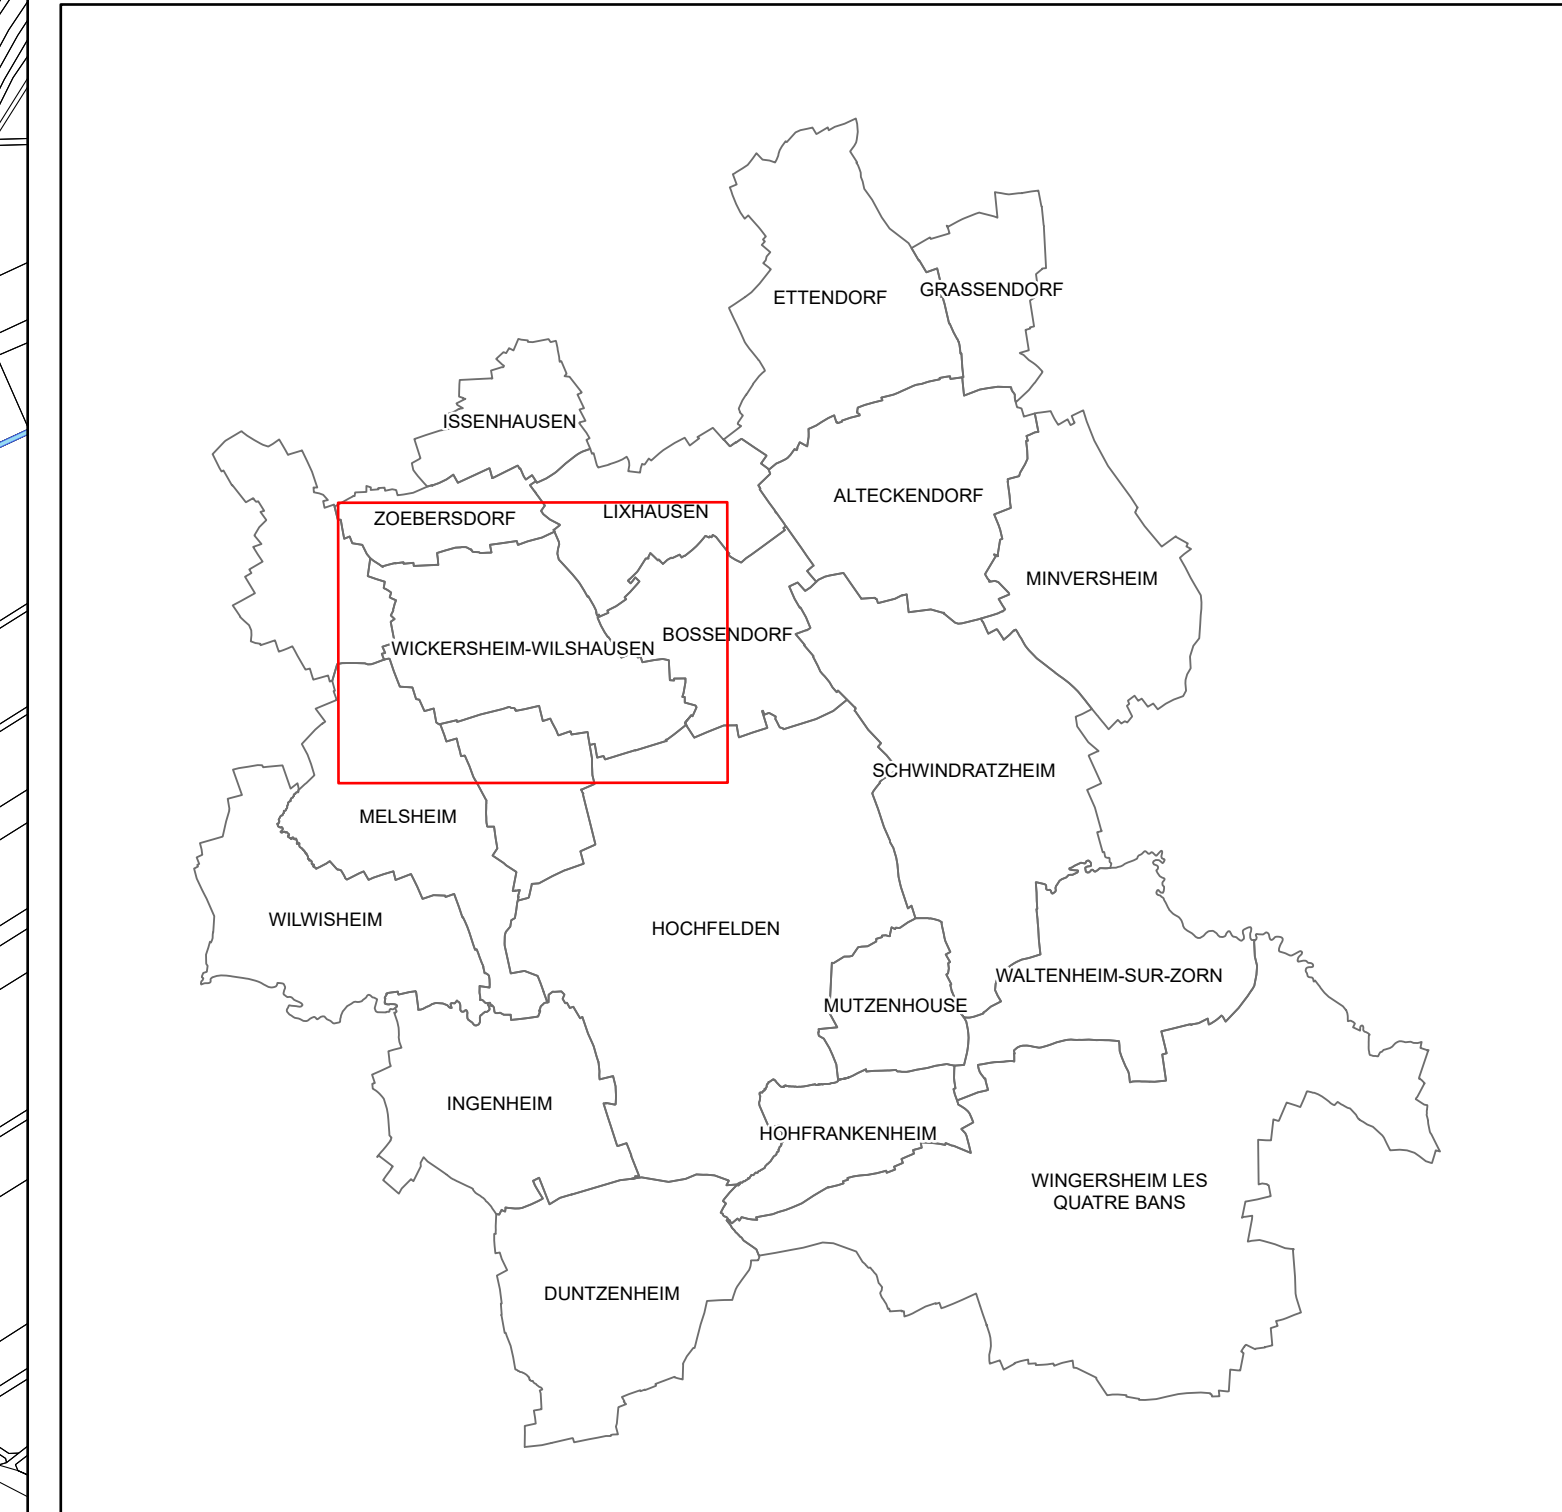 GRASSENDORF
ETTENDORF
ISSENHAUSEN
ALTECKENDORF
LIXHAUSEN
ZOEBERSDORF
MINVERSHEIM
BOSSENDORF
WICKERSHEIM-WILSHAUSEN
SCHWINDRATZHEIM
MELSHEIM
WILWISHEIM
HOCHFELDEN
WALTENHEIM-SUR-ZORN
MUTZENHOUSE
INGENHEIM
HOHFRANKENHEIM
WINGERSHEIM LES
QUATRE BANS
DUNTZENHEIM